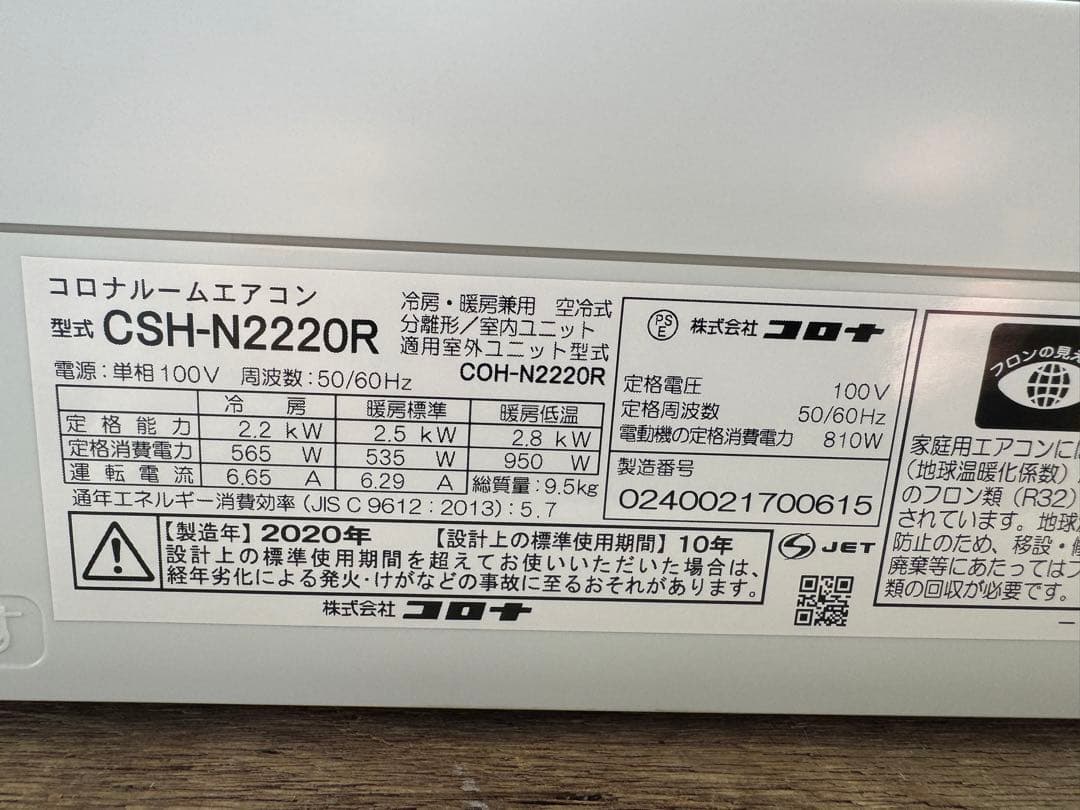 コロナルームエアコン
型式 CSH-N2220R
冷房・暖房兼用 空冷式
分離形/室内ユニット
適用室外ユニット型式
COH-N2220R
電源:単相100V 周波数:50/60Hz
冷房 暖房標準 暖房低温
定格能力 2.2 kW 2.5 kW 2.8 kW
定格消費電力 565 W 535 W 950 W
運転電流 6.65 A 6.29 A 総質量:9.5kg
通年エネルギー消費効率(JIS C 9612:2013):5.7
【製造年】2020年 【設計上の標準使用期間】10年
設計上の標準使用期間を超えてお使いいただいた場合は、
経年劣化による発火・けがなどの事故に至るおそれがあります。
株式会社 コロナ
PSE 株式会社 コロナ
定格電圧 100V
定格周波数 50/60Hz
電動機の定格消費電力 810W
製造番号
0240021700615
JET
フロンの見え
家庭用エアコンには
(地球温暖化係数)
のフロン類(R32)
されています。地球
防止のため、移設・修
廃棄等にあたってはフ
類の回収が必要です。